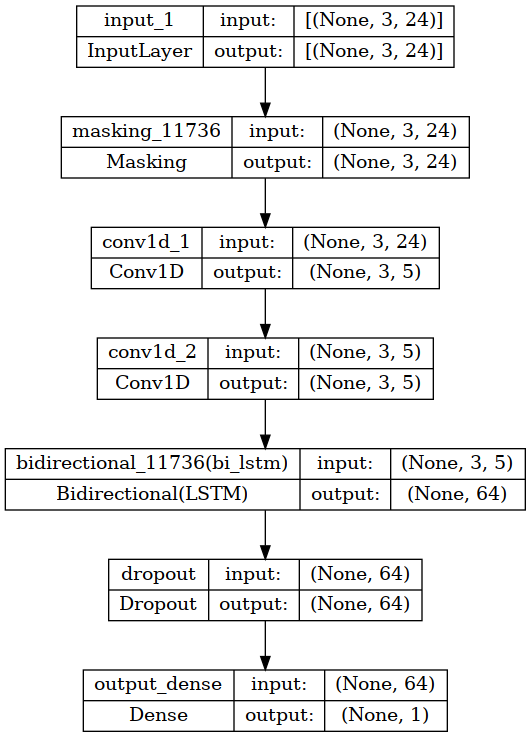 input_1 input: [(None, 3, 24)]
InputLayer output: [(None, 3, 24)]
masking_11736 input: (None, 3, 24)
Masking output: (None, 3, 24)
conv1d_1 input: (None, 3, 24)
Conv1D output: (None, 3, 5)
conv1d_2 input: (None, 3, 5)
Conv1D output: (None, 3, 5)
bidirectional_11736(bi_lstm) input: (None, 3, 5)
Bidirectional(LSTM) output: (None, 64)
dropout input: (None, 64)
Dropout output: (None, 64)
output_dense input: (None, 64)
Dense output: (None, 1)